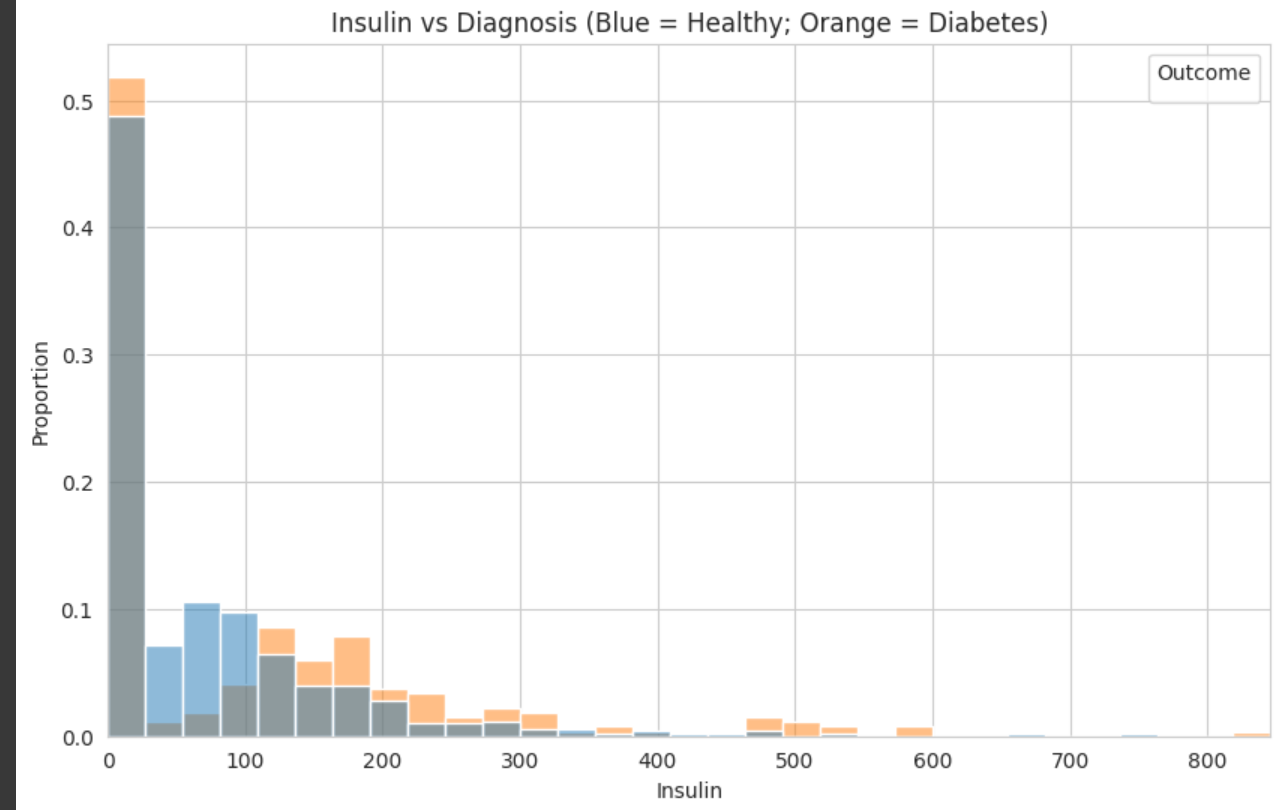 Insulin vs Diagnosis (Blue = Healthy; Orange = Diabetes)
Outcome
0.5
0.4
0.3
0.2
0.1
0.0
Proportion
0 100 200 300 400 500 600 700 800
Insulin